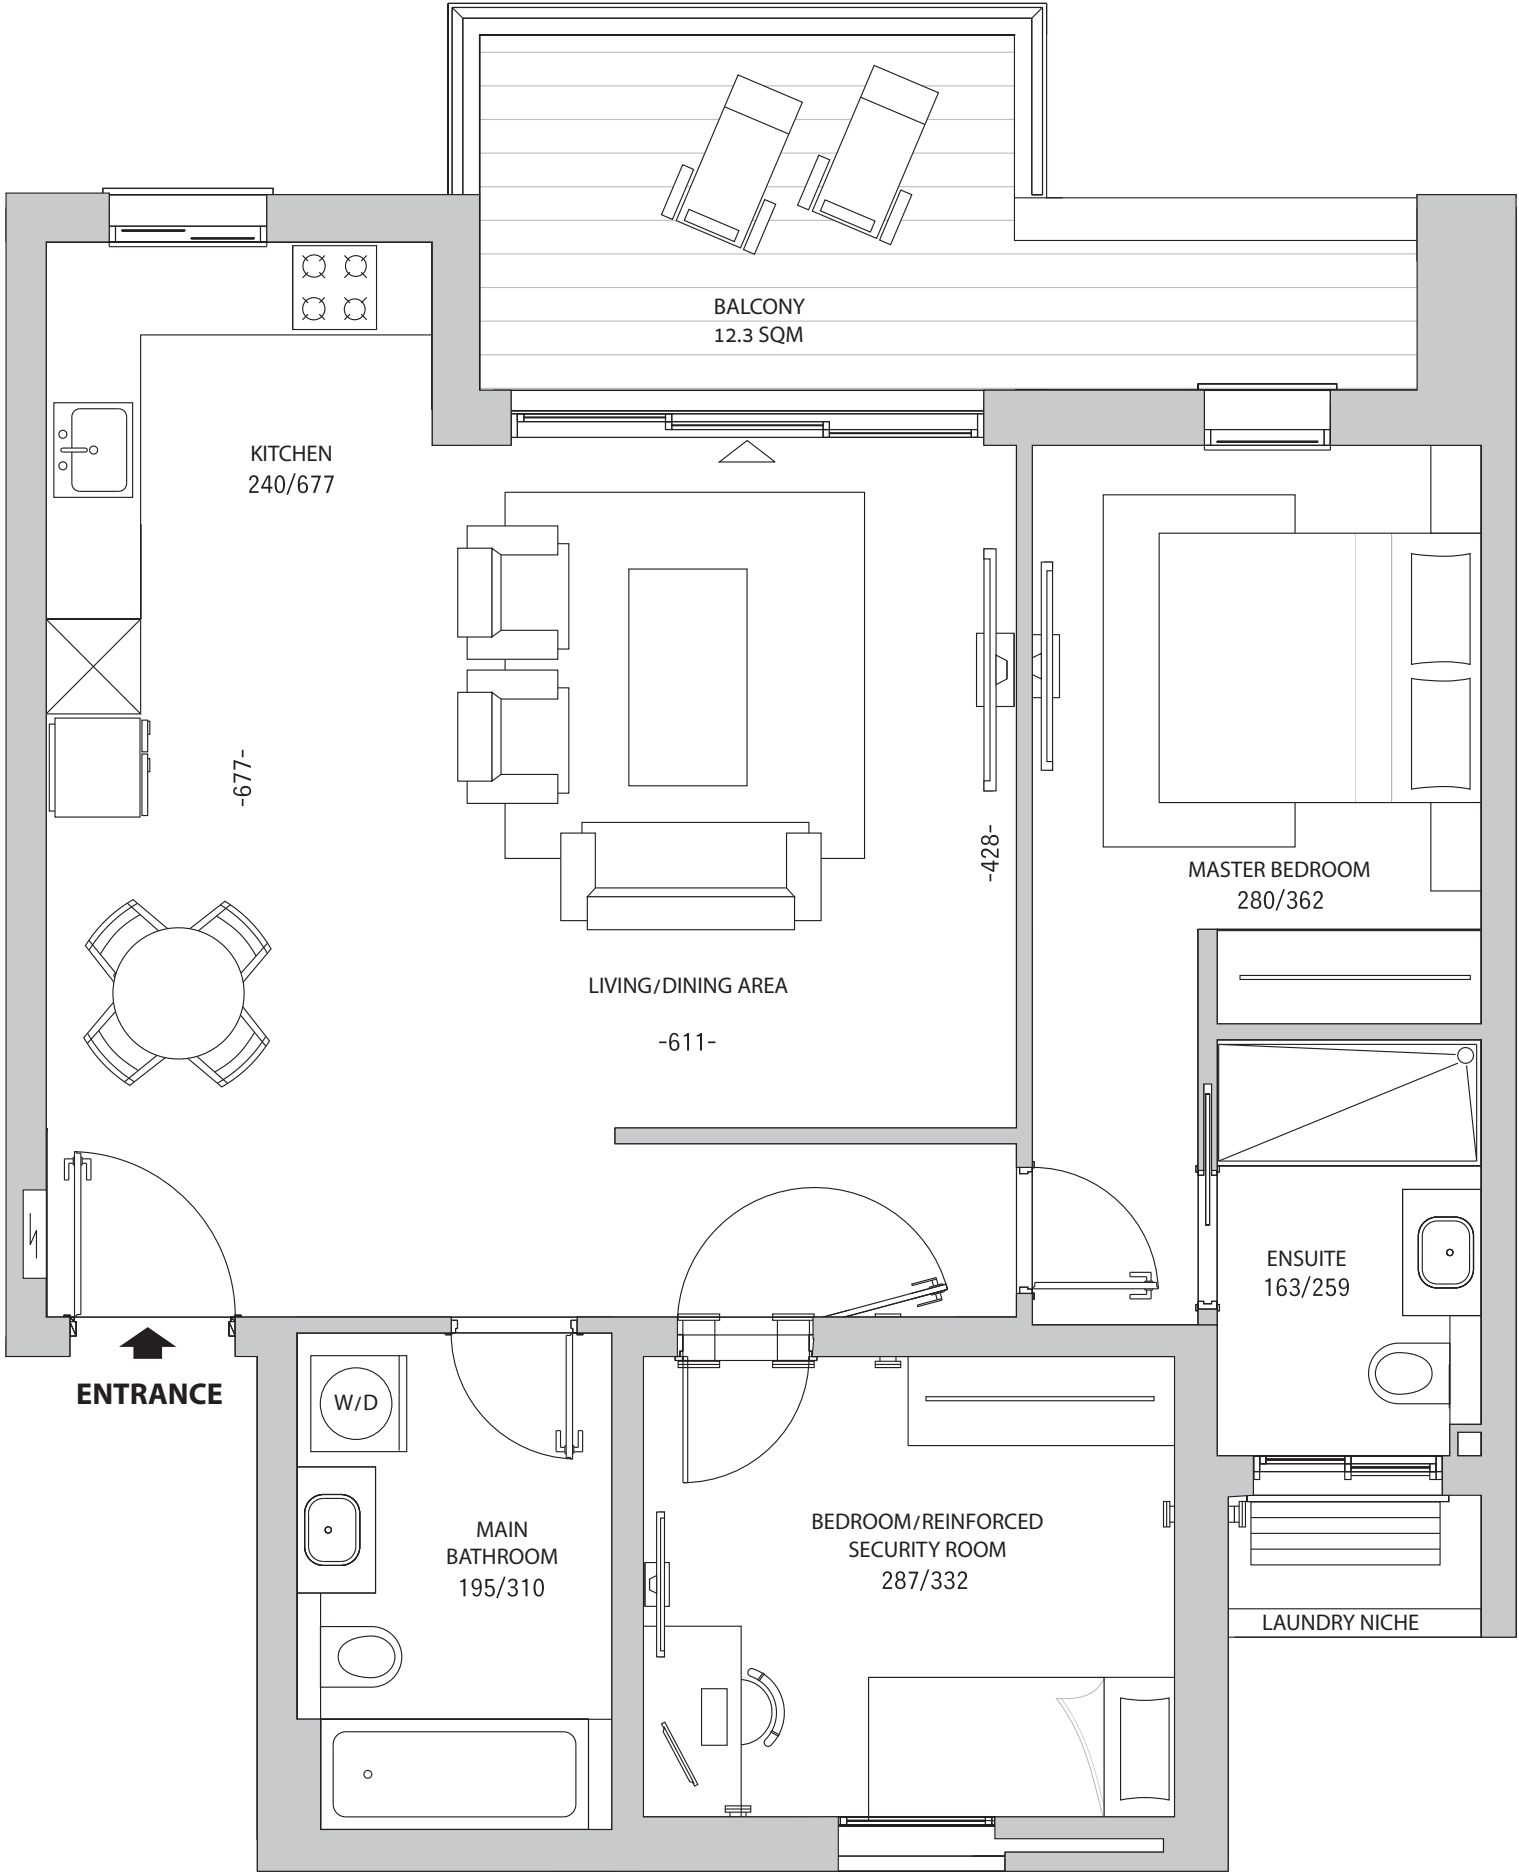 BALCONY
12.3 SQM
KITCHEN
240/677
-677-
-428-
MASTER BEDROOM
280/362
LIVING/DINING AREA
-611-
ENSUITE
163/259
ENTRANCE
W/D
MAIN
BATHROOM
195/310
BEDROOM/REINFORCED
SECURITY ROOM
287/332
LAUNDRY NICHE